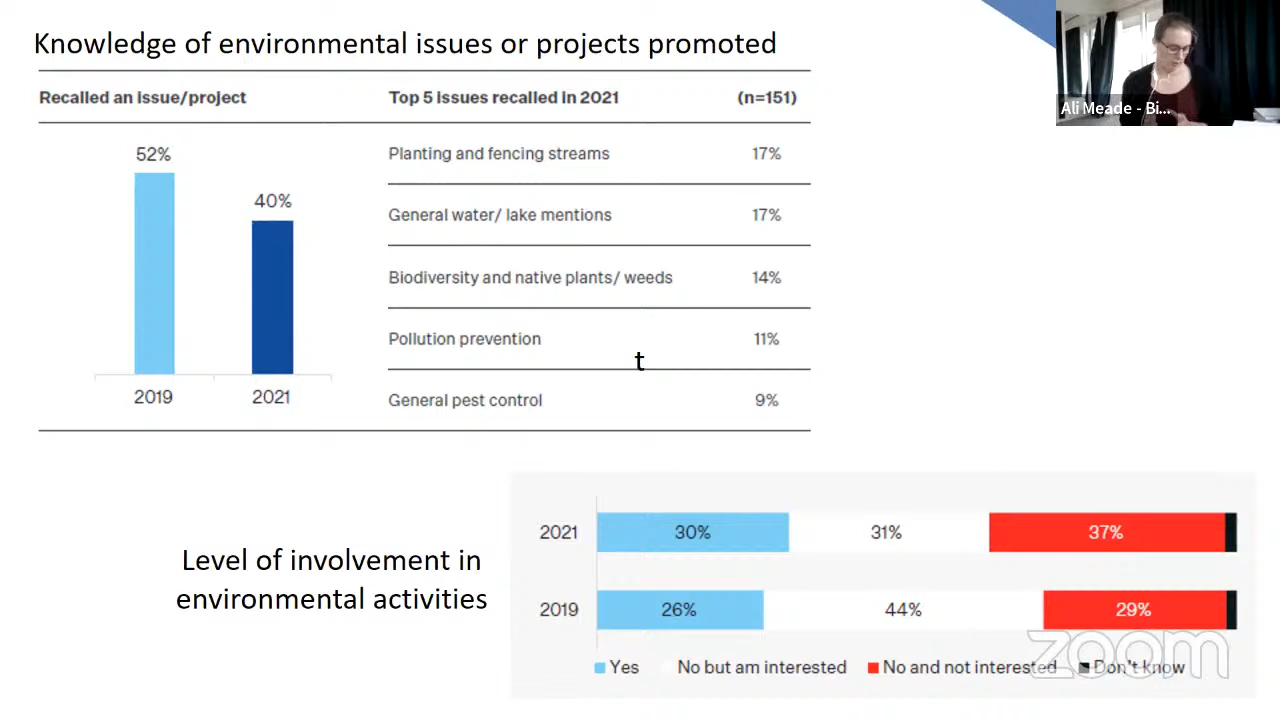 Knowledge of environmental issues or projects promoted
Ali Meade - Bi...
Recalled an issue/project
Top 5 issues recalled in 2021 (n=151)
52%
40%
2019 2021
Planting and fencing streams 17%
General water/ lake mentions 17%
Biodiversity and native plants/ weeds 14%
Pollution prevention 11%
t
General pest control 9%
Level of involvement in
environmental activities
2021 30% 31% 37%
2019 26% 44% 29%
Yes No but am interested No and not interested Don't know
zoom